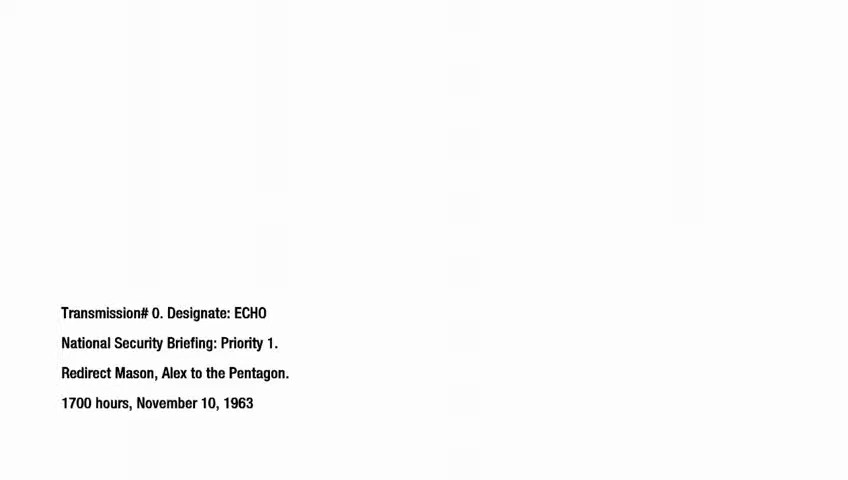 Transmission# 0. Designate: ECHO
National Security Briefing: Priority 1.
Redirect Mason, Alex to the Pentagon.
1700 hours, November 10, 1963